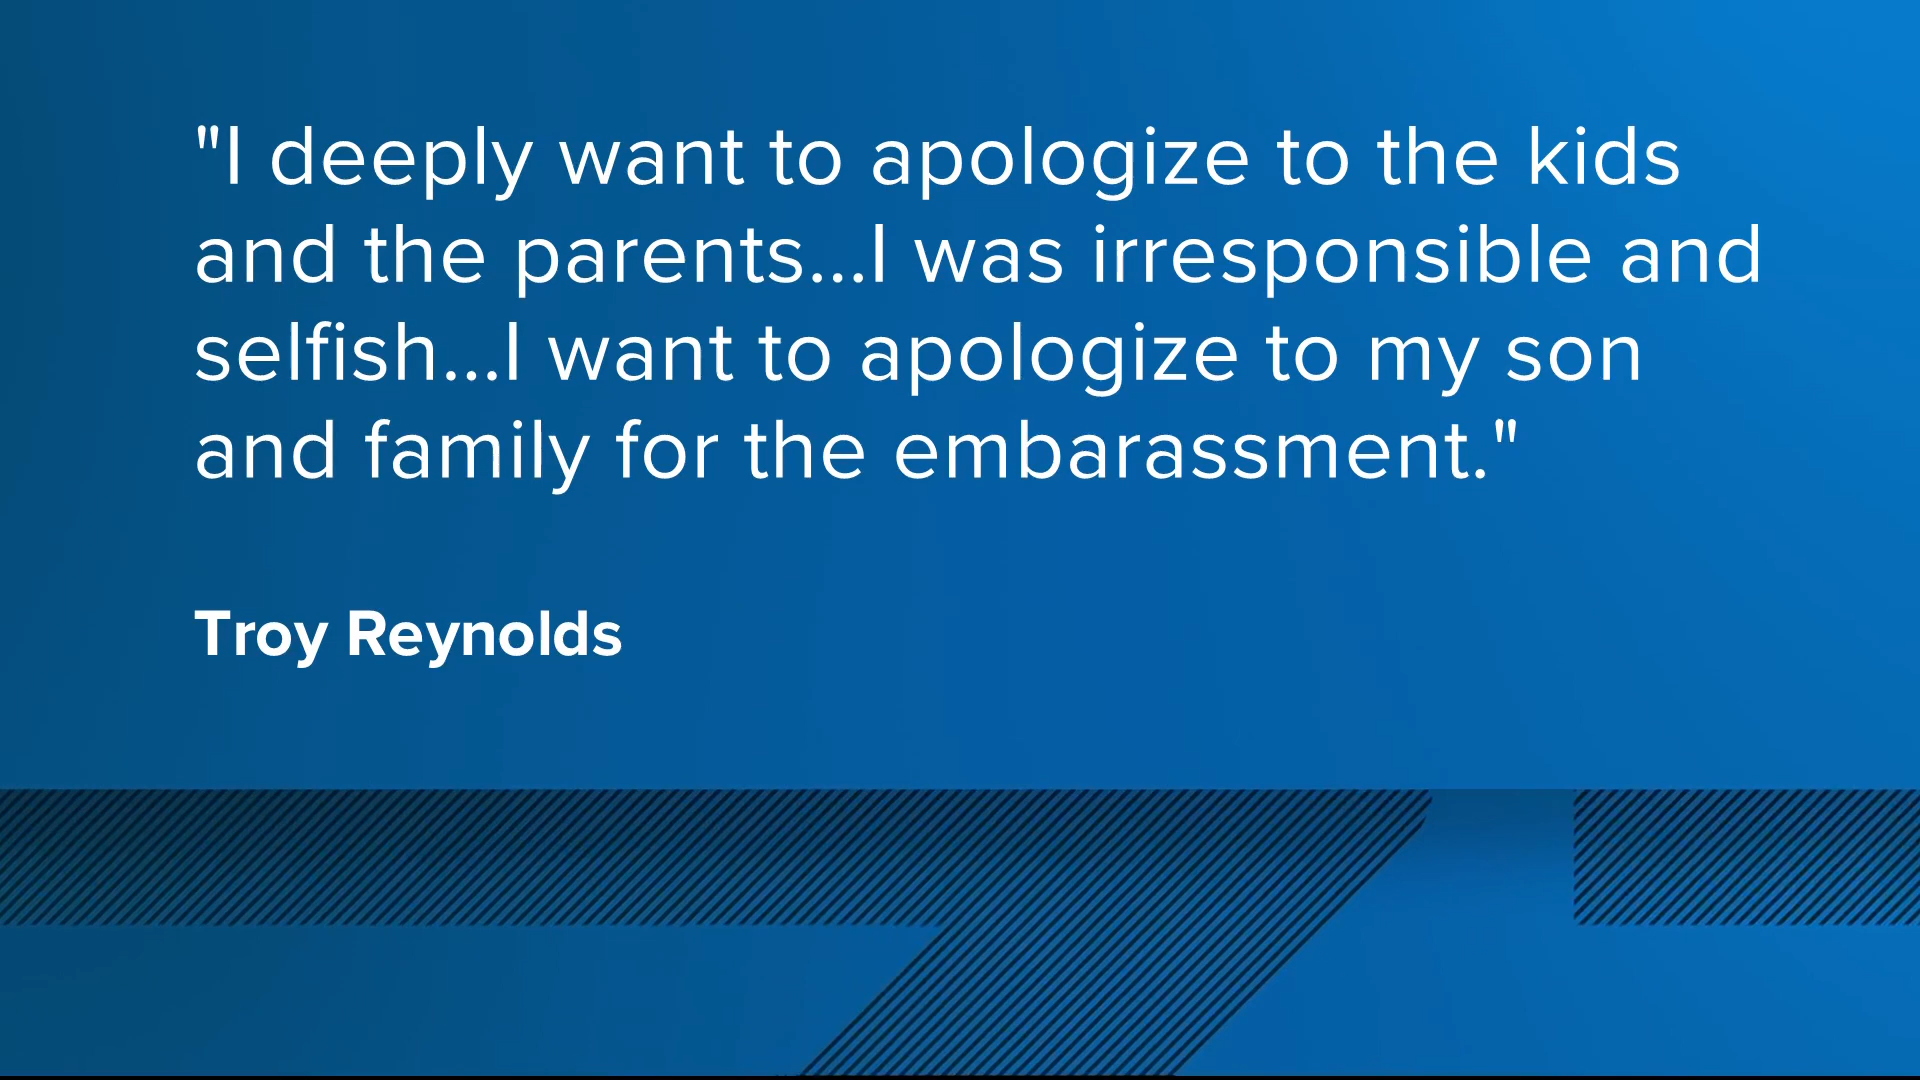 "I deeply want to apologize to the kids
and the parents...I was irresponsible and
selfish...I want to apologize to my son
and family for the embarassment."
Troy Reynolds